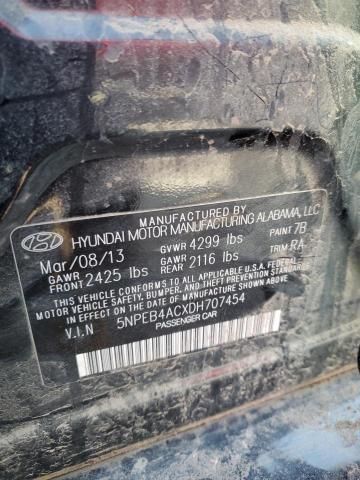 MANUFACTURED BY
HYUNDAI MOTOR MANUFACTURING ALABAMA, LLC
Mar/08/13 GVWR 4299 lbs PAINT 7B
GAWR FRONT 2425 lbs GAWR REAR 2116 lbs TRIM RA
THIS VEHICLE CONFORMS TO ALL APPLICABLE U.S.A. FEDERAL
MOTOR VEHICLE SAFETY, BUMPER, AND THEFT PREVENTION STANDARDS
IN EFFECT ON THE DATE OF MANUFACTURE SHOWN ABOVE.
V.I.N 5NPEB4ACXDH707454
PASSENGER CAR